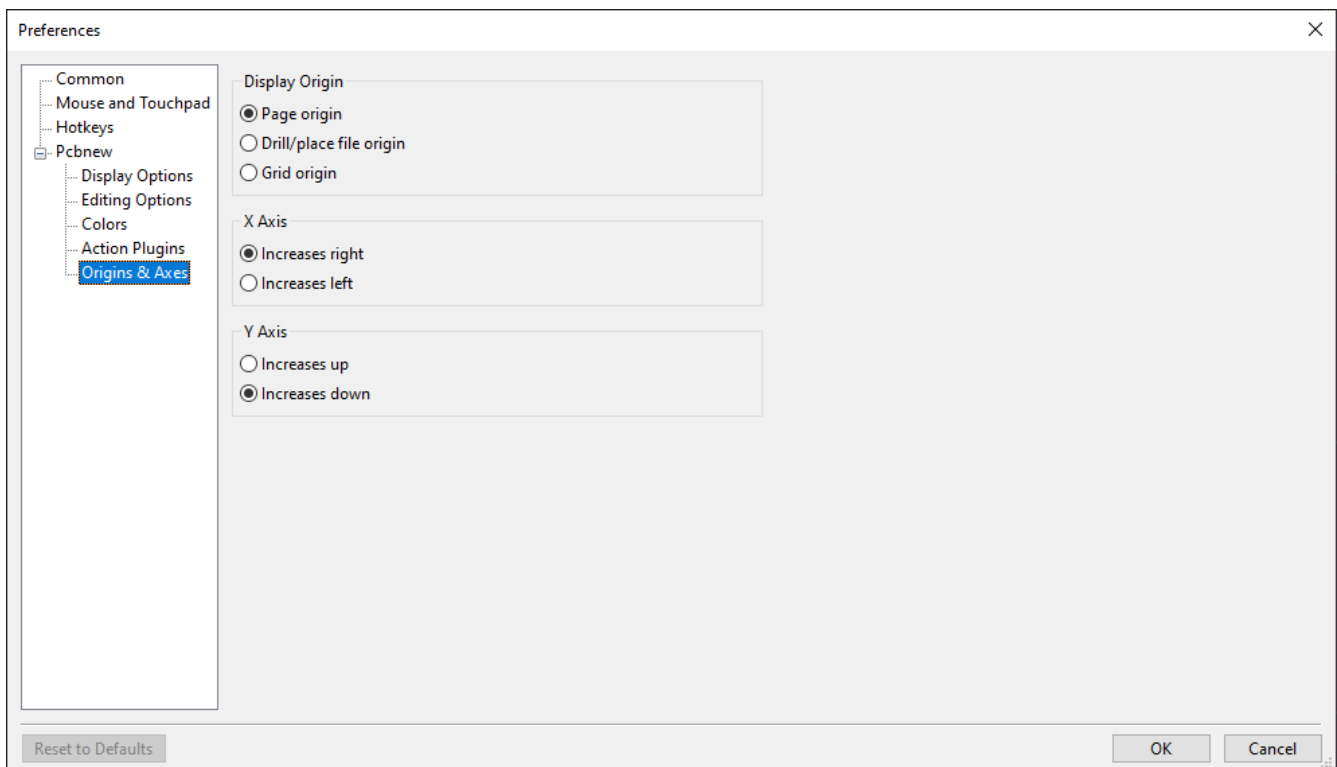 Preferences
Common
Mouse and Touchpad
Hotkeys
Pcbnew
Display Options
Editing Options
Colors
Action Plugins
Origins & Axes
Display Origin
Page origin
Drill/place file origin
Grid origin
X Axis
Increases right
Increases left
Y Axis
Increases up
Increases down
Reset to Defaults
OK
Cancel